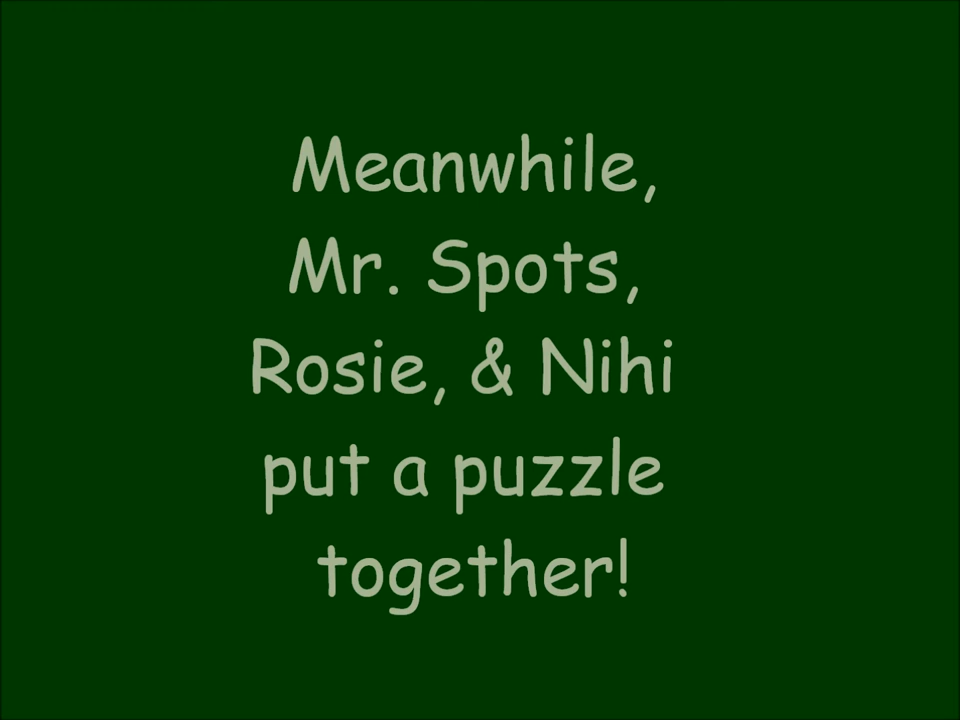 Meanwhile,
Mr. Spots,
Rosie, & Nihi
put a puzzle
together!